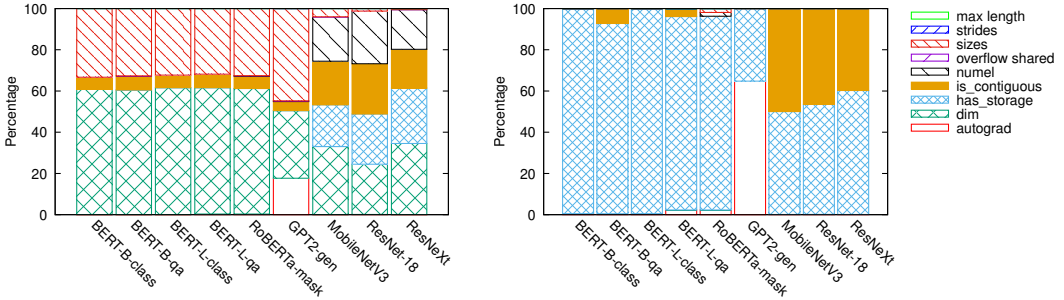 100
80
60
40
20
0
Percentage
BERT-B-class
BERT-B-qa
BERT-L-class
BERT-L-qa
RoBERTa-mask
GPT2-gen
MobileNetV3
ResNet-18
ResNeXt
100
80
60
40
20
0
Percentage
BERT-B-class
BERT-B-qa
BERT-L-class
BERT-L-qa
RoBERTa-mask
GPT2-gen
MobileNetV3
ResNet-18
ResNeXt
max length
strides
sizes
overflow shared
numel
is_contiguous
has_storage
dim
autograd